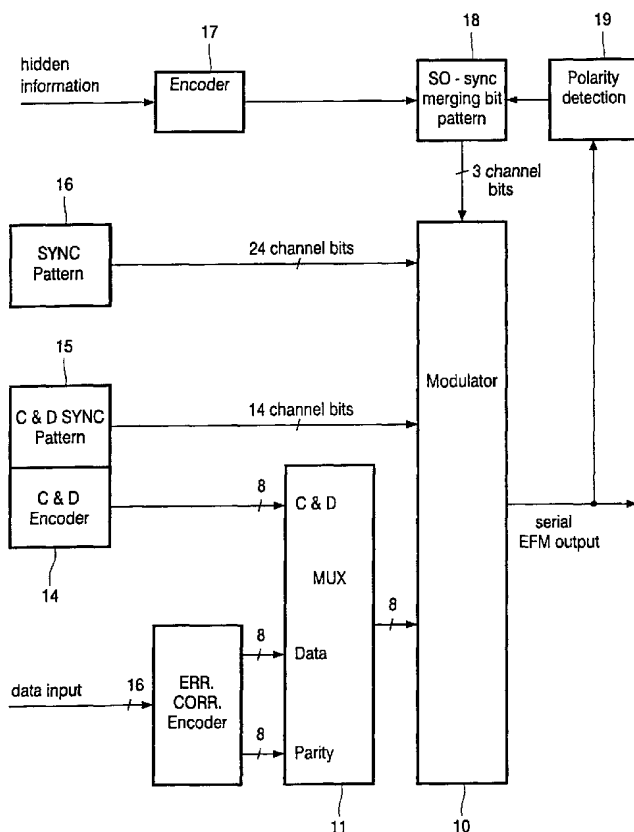 17
18
19
hidden
information
Encoder
SO - sync
merging bit
pattern
Polarity
detection
3 channel
bits
16
SYNC
Pattern
24 channel bits
Modulator
15
C & D SYNC
Pattern
14 channel bits
C & D
Encoder
14
8
C & D
MUX
8
serial
EFM output
data input
16
ERR.
CORR.
Encoder
8
Data
8
Parity
11
10